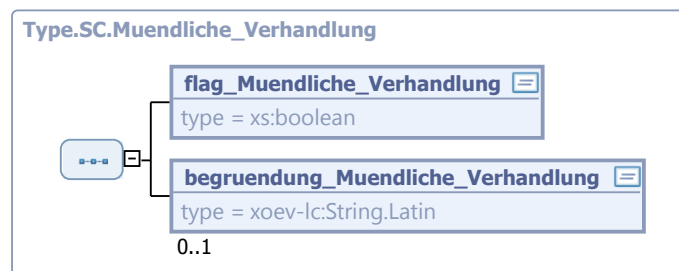 Type.SC.Muendliche_Verhandlung
flag_Muendliche_Verhandlung
type = xs:boolean
begruendung_Muendliche_Verhandlung
type = xoev-lc:String.Latin
0..1